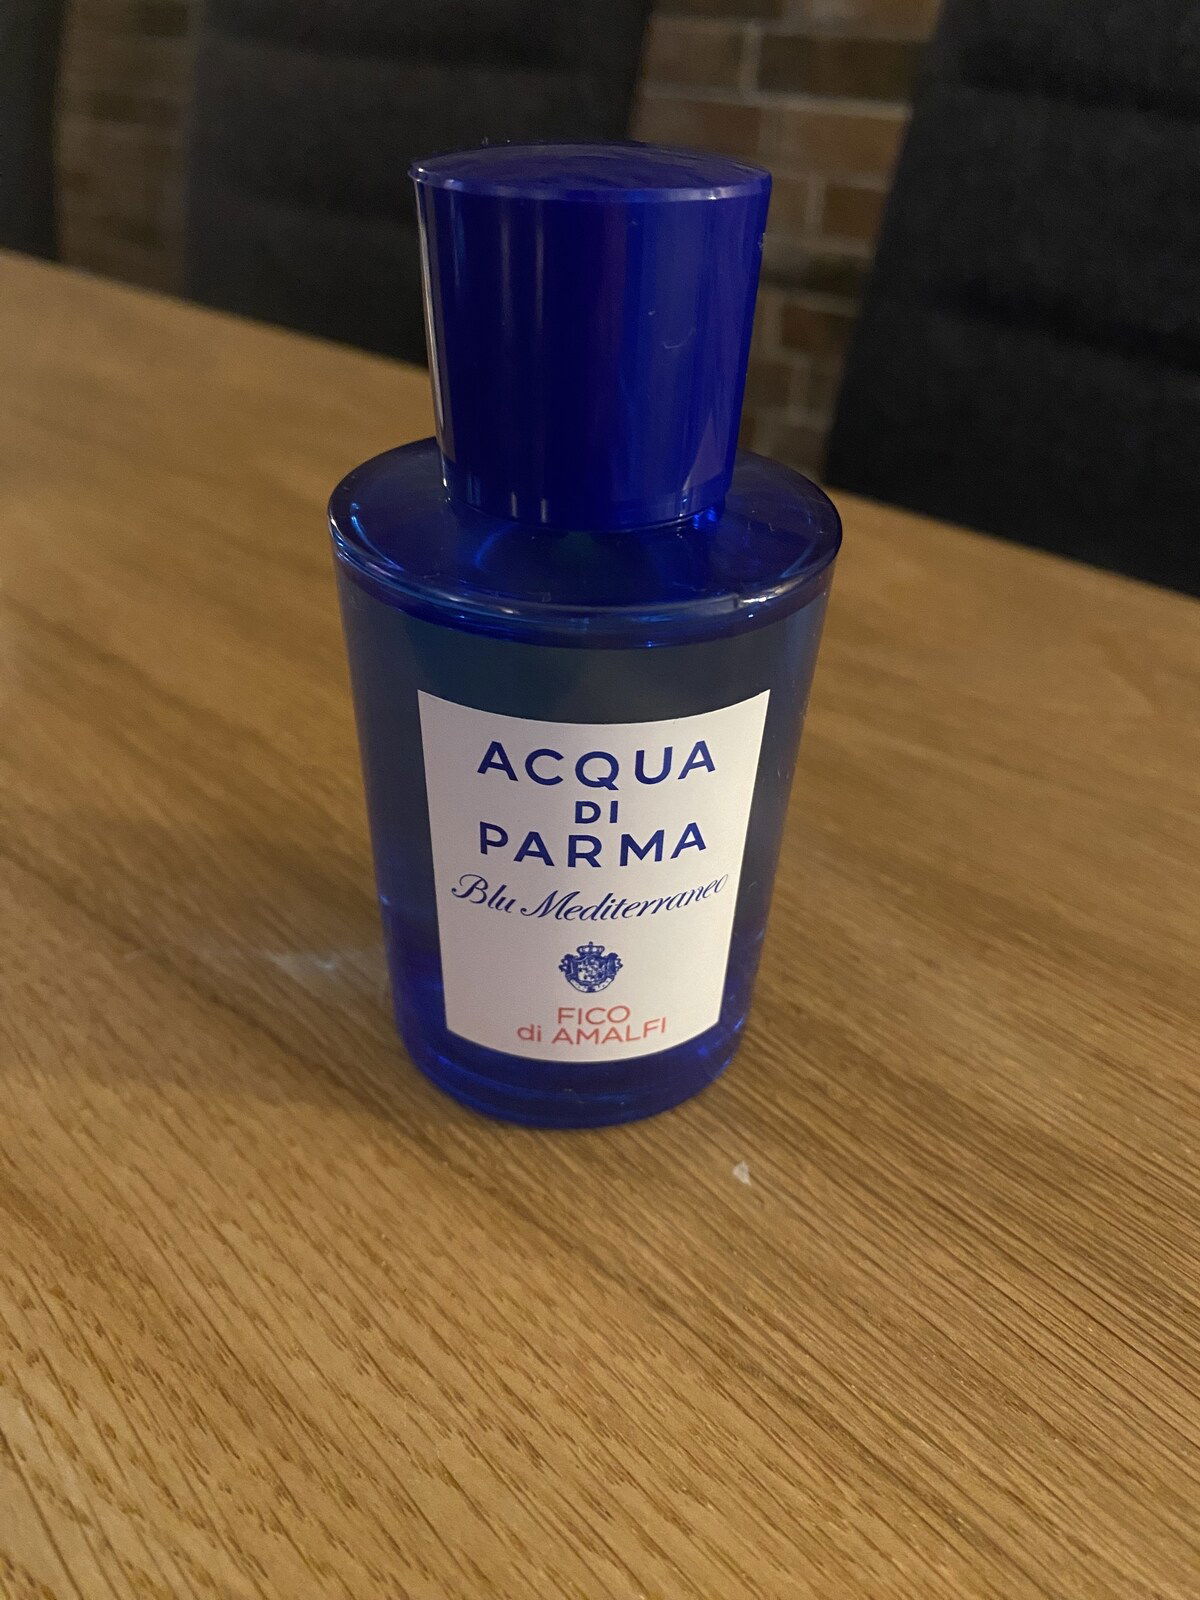 ACQUA
DI
PARMA
Blu Mediterraneo
FICO
di AMALFI